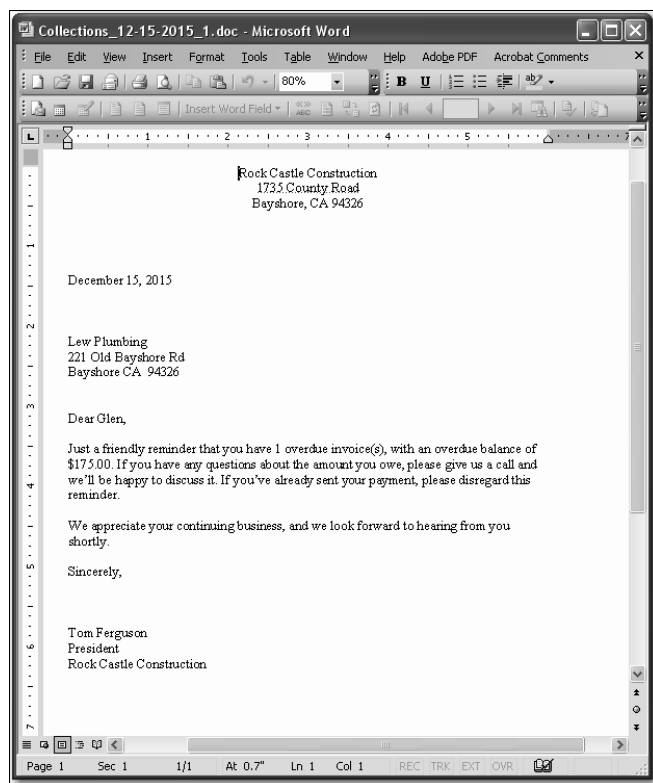 Collections_12-15-2015_1.doc - Microsoft Word
File Edit View Insert Format Tools Table Window Help Adobe PDF Acrobat Comments
80% B U
Insert Word Field
1 2 3 4 5 7
Rock Castle Construction
1735 County Road
Bayshore, CA 94326
December 15, 2015
Lew Plumbing
221 Old Bayshore Rd
Bayshore CA 94326
Dear Glen,
Just a friendly reminder that you have 1 overdue invoice(s), with an overdue balance of
$175.00. If you have any questions about the amount you owe, please give us a call and
we'll be happy to discuss it. If you've already sent your payment, please disregard this
reminder.
We appreciate your continuing business, and we look forward to hearing from you
shortly.
Sincerely,
Tom Ferguson
President
Rock Castle Construction
Page 1 Sec 1 1/1 At 0.7" Ln 1 Col 1 REC TRK EXT OVR